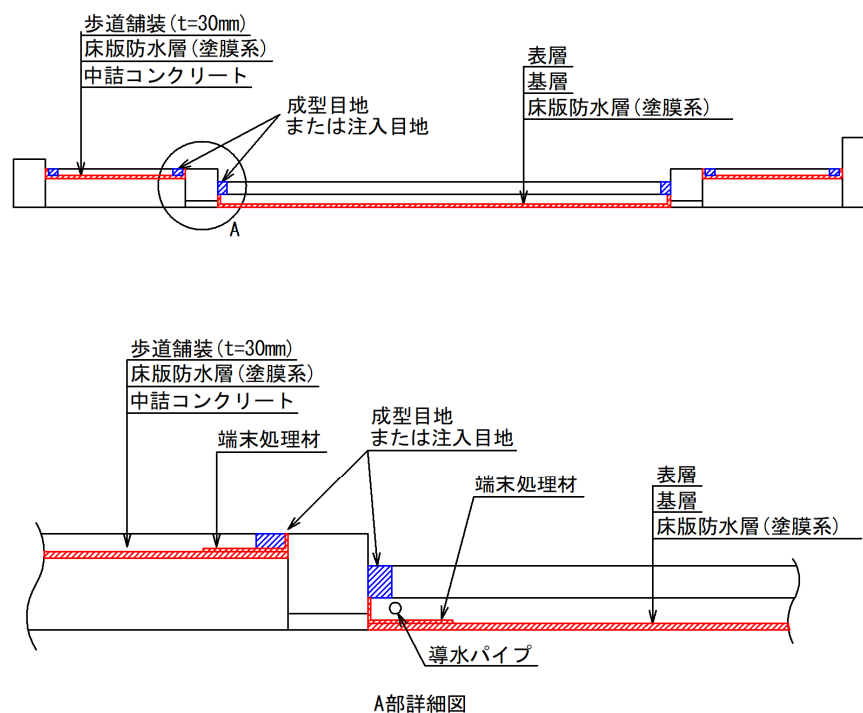 歩道舗装(t=30mm)
床版防水層(塗膜系)
中詰コンクリート
成型目地
または注入目地
表層
基層
床版防水層(塗膜系)
A
歩道舗装(t=30mm)
床版防水層(塗膜系)
中詰コンクリート
端末処理材
成型目地
または注入目地
端末処理材
表層
基層
床版防水層(塗膜系)
導水パイプ
A部詳細図